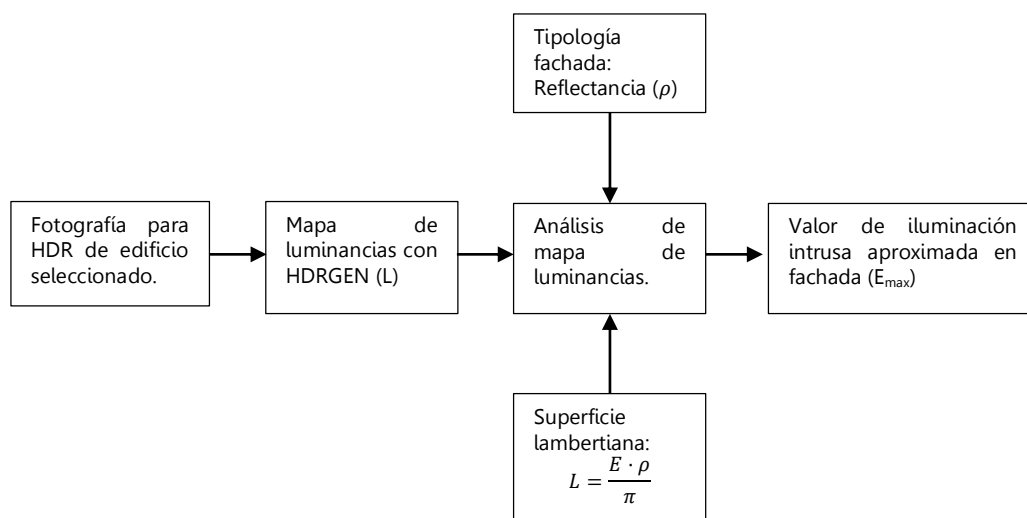 Tipología
fachada:
Reflectancia (ρ)
Fotografía para
HDR de edificio
seleccionado.
Mapa de
luminancias con
HDRGEN (L)
Análisis de
mapa de
luminancias.
Valor de iluminación
intrusa aproximada en
fachada (Emax)
Superficie
lambertiana:
L = E · ρ / π